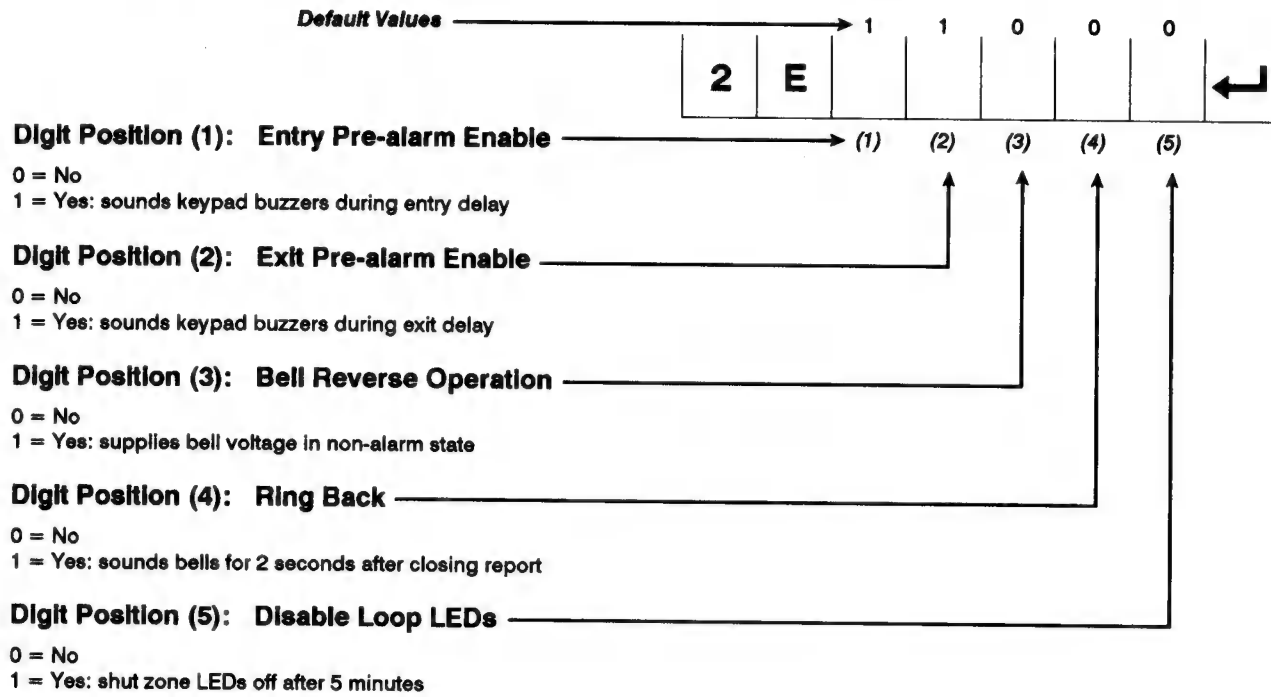 Default Values 1 1 0 0 0
2 E
Digit Position (1): Entry Pre-alarm Enable (1) (2) (3) (4) (5)
0 = No
1 = Yes: sounds keypad buzzers during entry delay
Digit Position (2): Exit Pre-alarm Enable
0 = No
1 = Yes: sounds keypad buzzers during exit delay
Digit Position (3): Bell Reverse Operation
0 = No
1 = Yes: supplies bell voltage in non-alarm state
Digit Position (4): Ring Back
0 = No
1 = Yes: sounds bells for 2 seconds after closing report
Digit Position (5): Disable Loop LEDs
0 = No
1 = Yes: shut zone LEDs off after 5 minutes